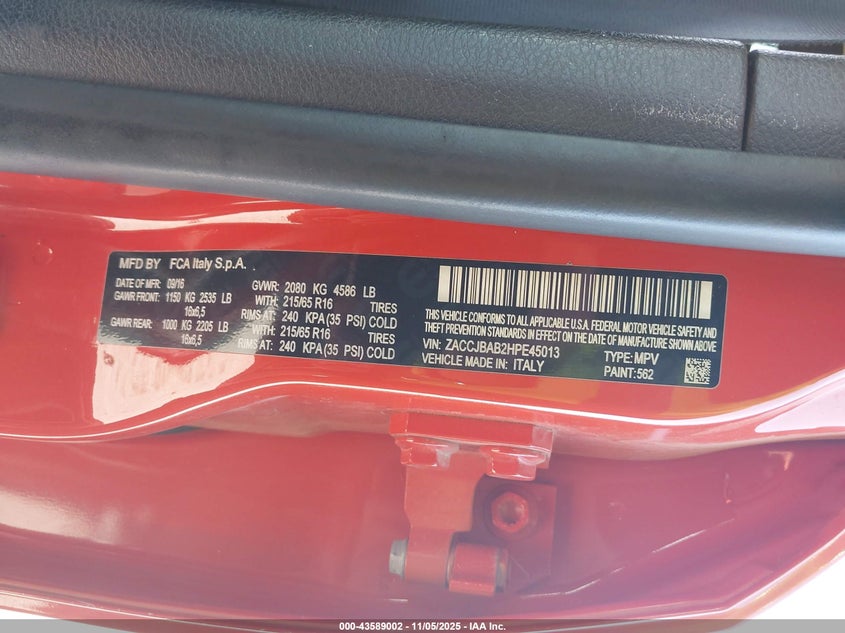 MFD BY FCA Italy S.p.A.
DATE OF MFR: 09/16 GVWR: 2080 KG 4586 LB
GAWR FRONT: 1150 KG 2535 LB WITH: 215/65 R16 TIRES
16x6,5 RIMS AT: 240 KPA (35 PSI) COLD
GAWR REAR: 1000 KG 2205 LB WITH: 215/65 R16 TIRES
16x6,5 RIMS AT: 240 KPA (35 PSI) COLD
THIS VEHICLE CONFORMS TO ALL APPLICABLE U.S.A. FEDERAL MOTOR VEHICLE SAFETY AND
THEFT PREVENTION STANDARDS IN EFFECT ON THE DATE OF MANUFACTURE SHOWN ABOVE.
VIN: ZACCJBAB2HPE45013 TYPE: MPV
VEHICLE MADE IN: ITALY PAINT: 562
000-43589002 - 11/05/2025 - IAA Inc.